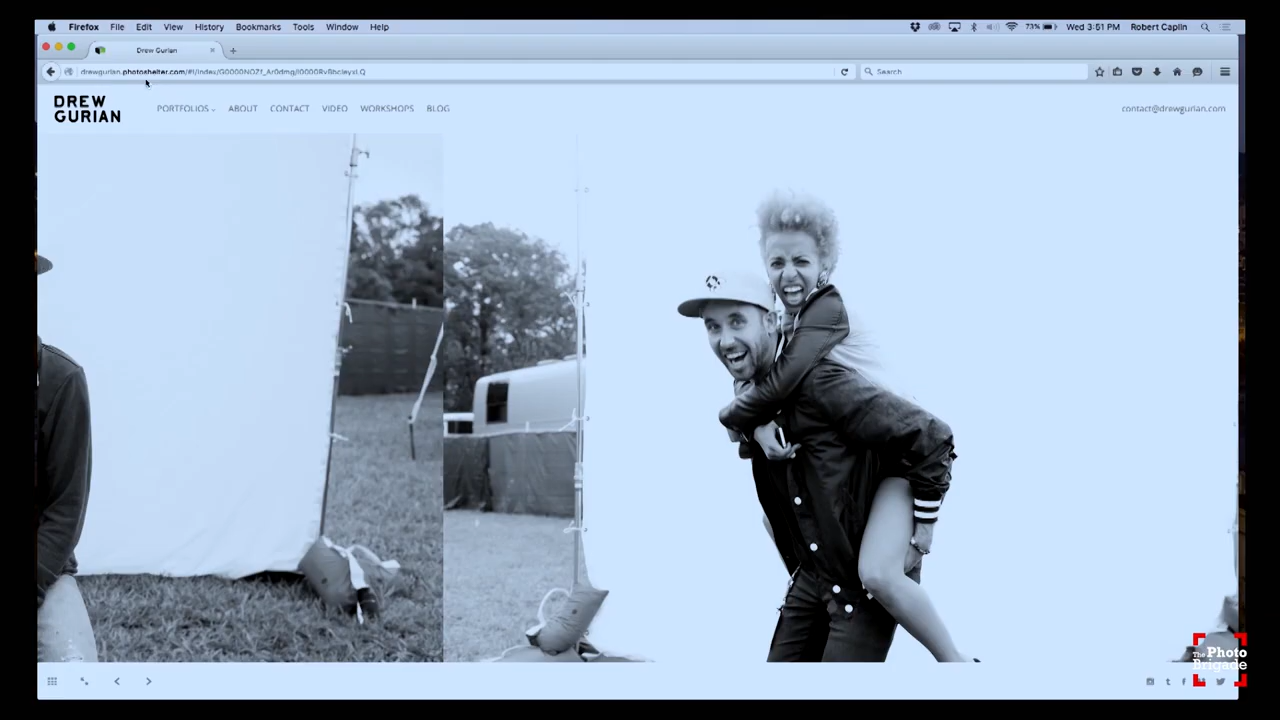 Firefox File Edit View History Bookmarks Tools Window Help
73% Wed 3:51 PM Robert Caplin
Drew Gurian
Search
DREW
GURIAN
PORTFOLIOS ABOUT CONTACT VIDEO WORKSHOPS BLOG
contact@drewgurian.com
The Photo
Brigade